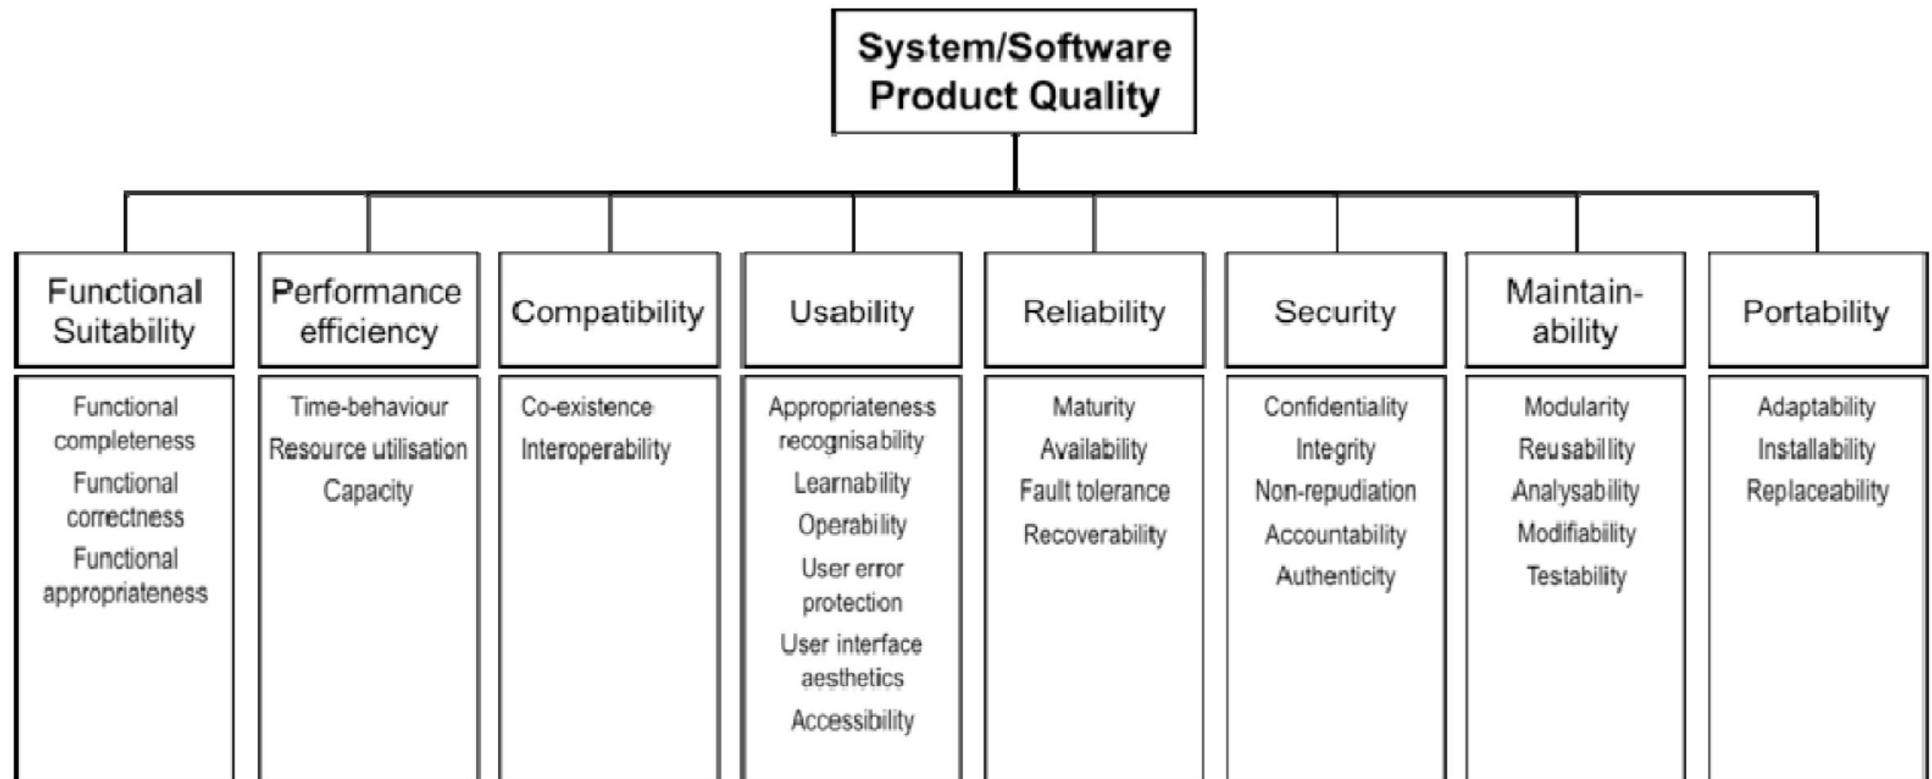 System/Software
Product Quality
Functional
Suitability
Performance
efficiency
Compatibility
Usability
Reliability
Security
Maintain-
ability
Portability
Functional
completeness
Functional
correctness
Functional
appropriateness
Time-behaviour
Resource utilisation
Capacity
Co-existence
Interoperability
Appropriateness
recognisability
Learnability
Operability
User error
protection
User interface
aesthetics
Accessibility
Maturity
Availability
Fault tolerance
Recoverability
Confidentiality
Integrity
Non-repudiation
Accountability
Authenticity
Modularity
Reusability
Analysability
Modifiability
Testability
Adaptability
Installability
Replaceability